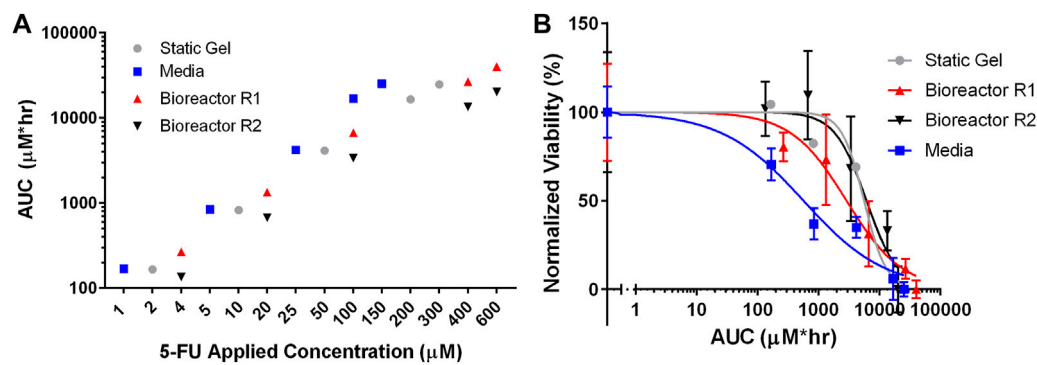 A
100000
10000
1000
100
AUC (μM*hr)
Static Gel
Media
Bioreactor R1
Bioreactor R2
1 2 4 5 10 20 25 50 100 150 200 300 400 600
5-FU Applied Concentration (μM)
B
150
100
50
0
Normalized Viability (%)
Static Gel
Bioreactor R1
Bioreactor R2
Media
1 10 100 1000 10000 100000
AUC (μM*hr)